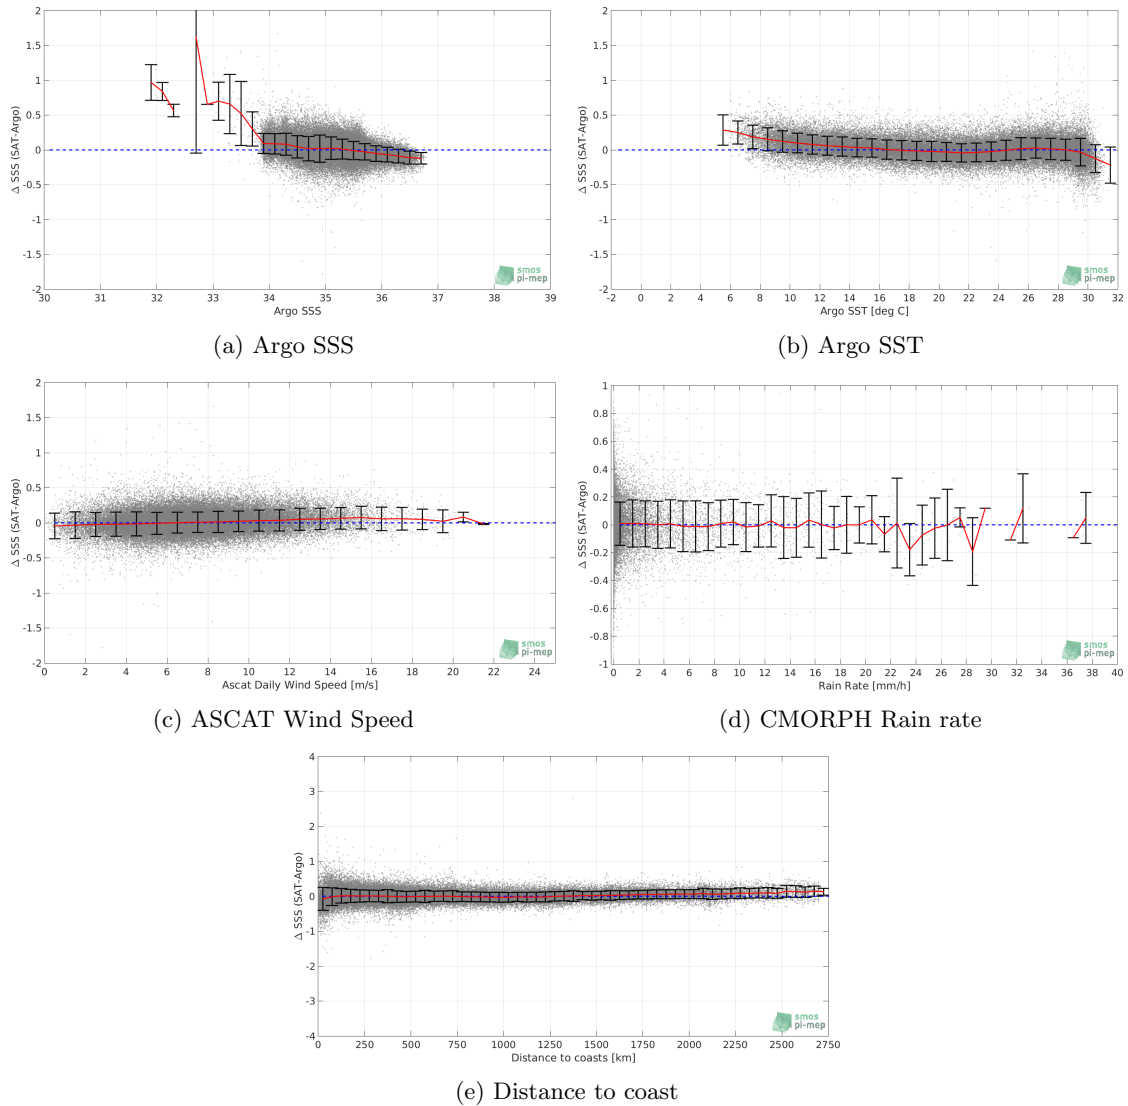 2
1.5
1
0.5
0
-0.5
-1
-1.5
-2
Δ SSS (SAT-Argo)
30 31 32 33 34 35 36 37 38 39
Argo SSS
smos
pi-mep
(a) Argo SSS
2
1.5
1
0.5
0
-0.5
-1
-1.5
-2
Δ SSS (SAT-Argo)
-2 0 2 4 6 8 10 12 14 16 18 20 22 24 26 28 30 32
Argo SST [deg C]
smos
pi-mep
(b) Argo SST
2
1.5
1
0.5
0
-0.5
-1
-1.5
-2
Δ SSS (SAT-Argo)
0 2 4 6 8 10 12 14 16 18 20 22 24
Ascat Daily Wind Speed [m/s]
smos
pi-mep
(c) ASCAT Wind Speed
1
0.8
0.6
0.4
0.2
0
-0.2
-0.4
-0.6
-0.8
-1
Δ SSS (SAT-Argo)
0 2 4 6 8 10 12 14 16 18 20 22 24 26 28 30 32 34 36 38 40
Rain Rate [mm/h]
smos
pi-mep
(d) CMORPH Rain rate
4
3
2
1
0
-1
-2
-3
-4
Δ SSS (SAT-Argo)
0 250 500 750 1000 1250 1500 1750 2000 2250 2500 2750
Distance to coasts [km]
smos
pi-mep
(e) Distance to coast